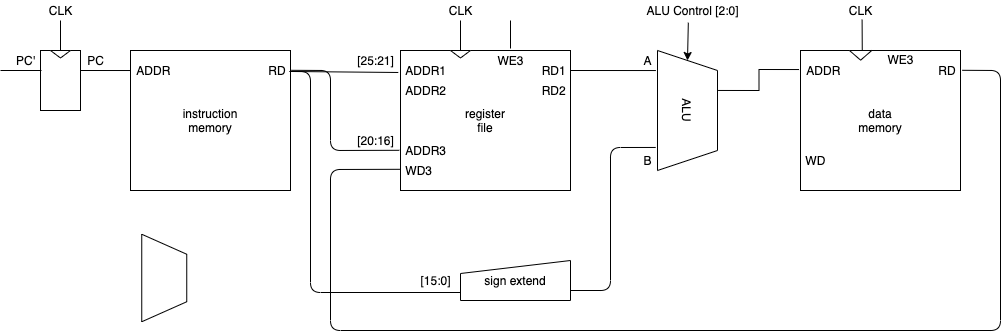 CLK
CLK
ALU Control [2:0]
CLK
PC'
PC
[25:21]
WE3
A
WE3
ADDR
RD
ADDR1
RD1
ADDR
RD
ADDR2
RD2
instruction
memory
register
file
ALU
data
memory
[20:16]
ADDR3
B
WD
WD3
[15:0]
sign extend